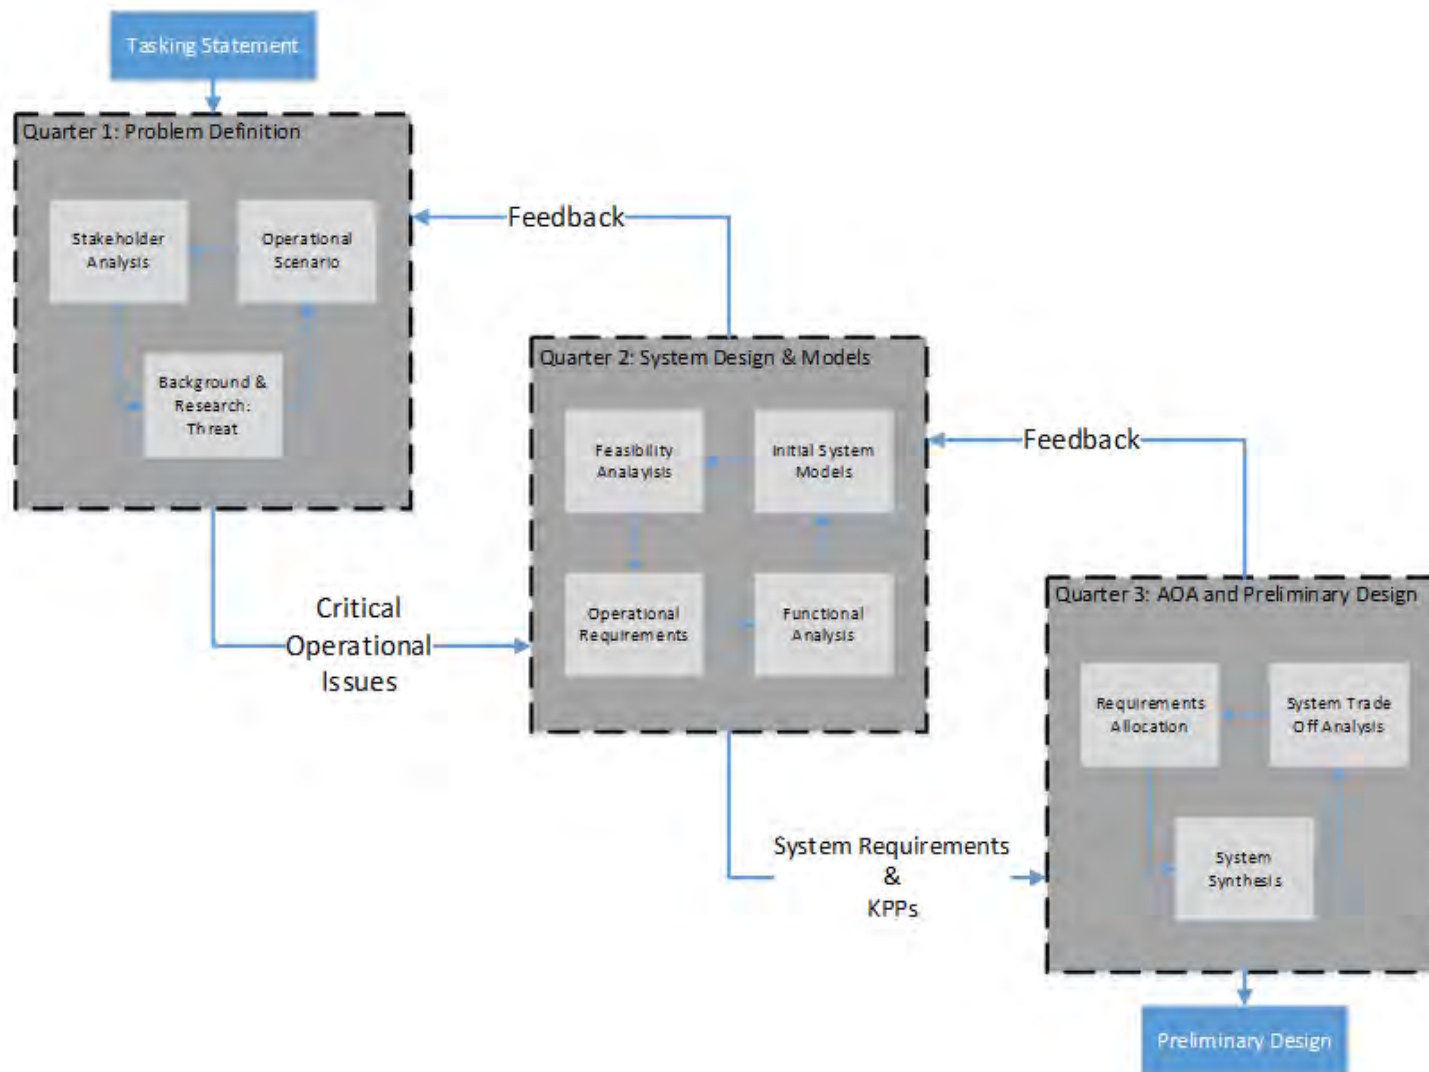 Tasking Statement
Quarter 1: Problem Definition
Stakeholder
Analysis
Operational
Scenario
Background &
Research:
Threat
Feedback
Quarter 2: System Design & Models
Feasibility
Analayisis
Initial System
Models
Operational
Requirements
Functional
Analysis
Critical
Operational
Issues
Feedback
Quarter 3: AOA and Preliminary Design
Requirements
Allocation
System Trade
Off Analysis
System
Synthesis
System Requirements
&
KPPs
Preliminary Design